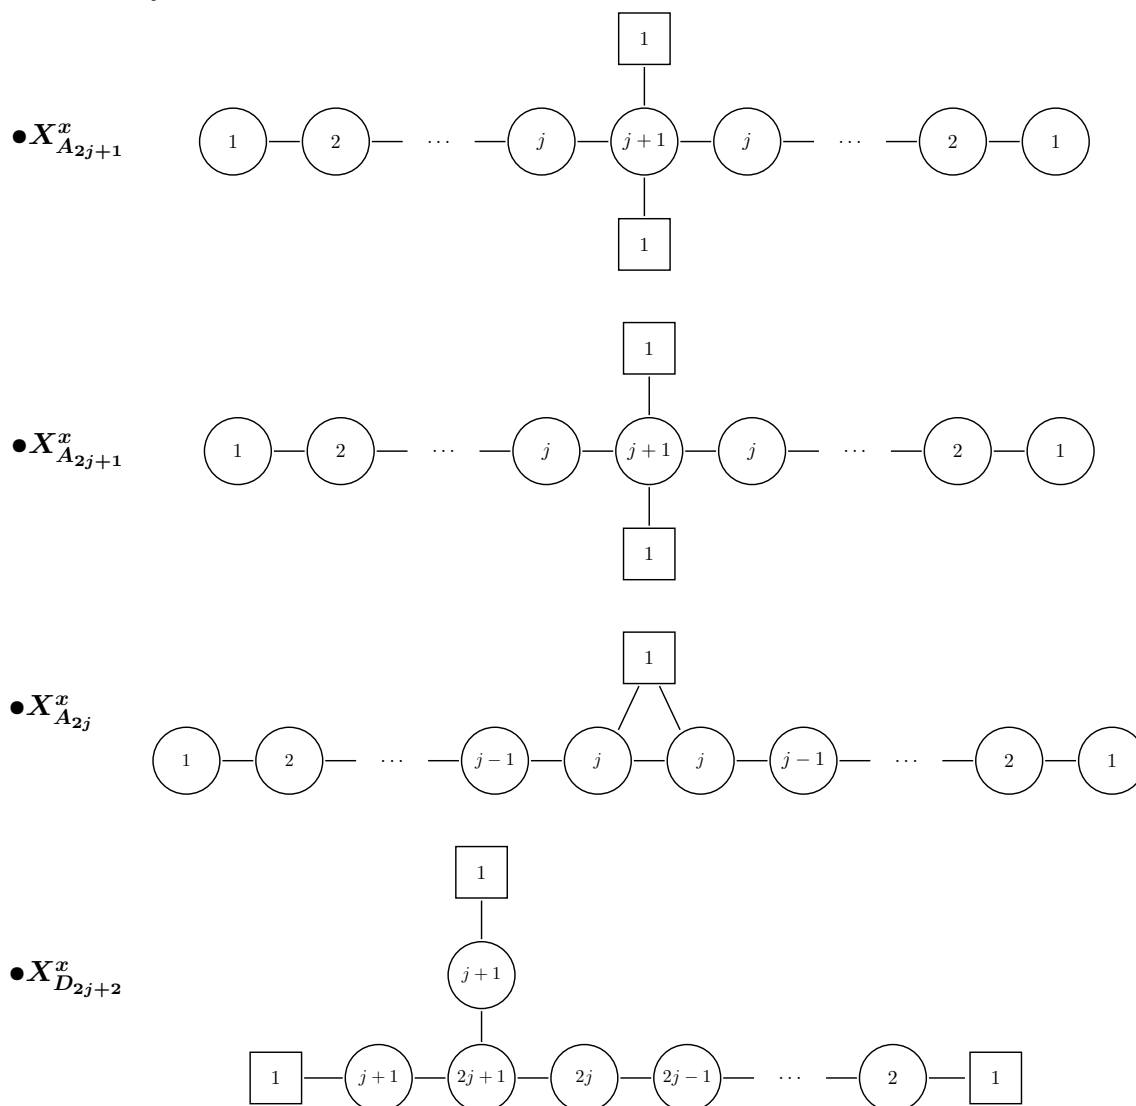 1
•X^x_{A_{2j+1}} 1 2 ··· j j+1 j ··· 2 1
1
1
•X^x_{A_{2j+1}} 1 2 ··· j j+1 j ··· 2 1
1
1
•X^x_{A_{2j}}
1 2 ··· j−1 j j j−1 ··· 2 1
1
•X^x_{D_{2j+2}} j+1
1 j+1 2j+1 2j 2j−1 ··· 2 1